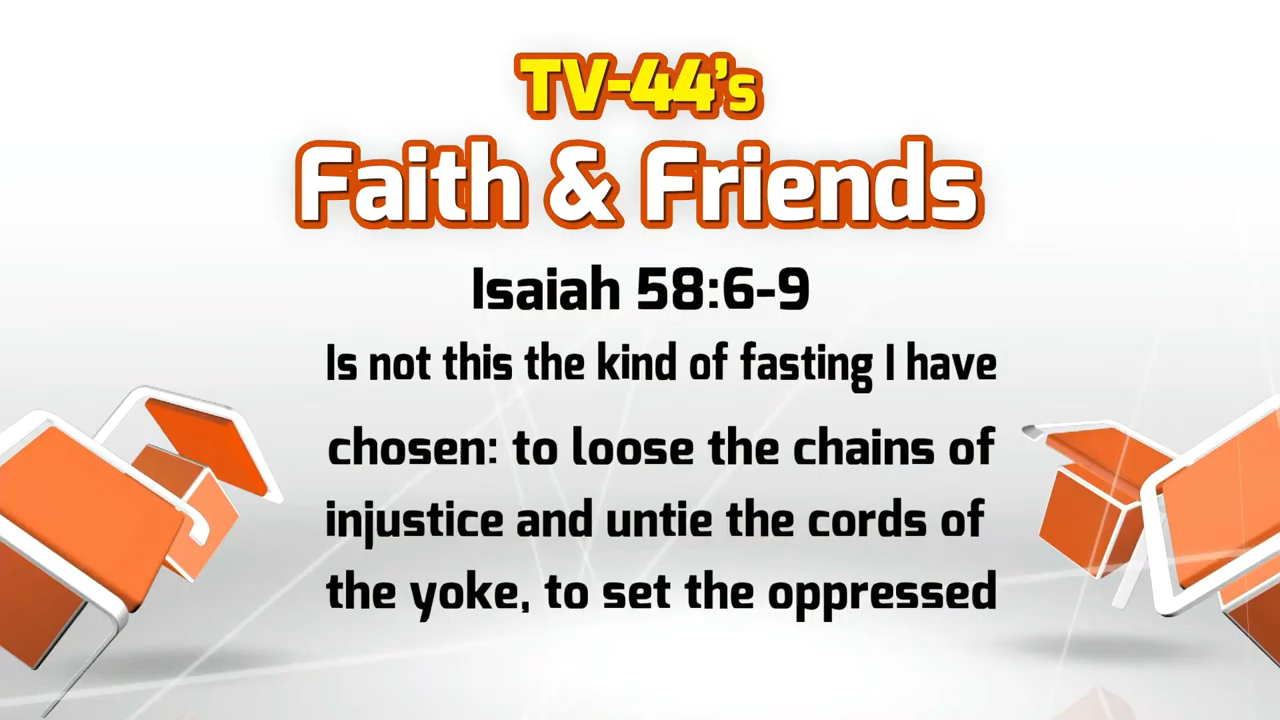 TV-44's
Faith & Friends
Isaiah 58:6-9
Is not this the kind of fasting I have
chosen: to loose the chains of
injustice and untie the cords of
the yoke, to set the oppressed